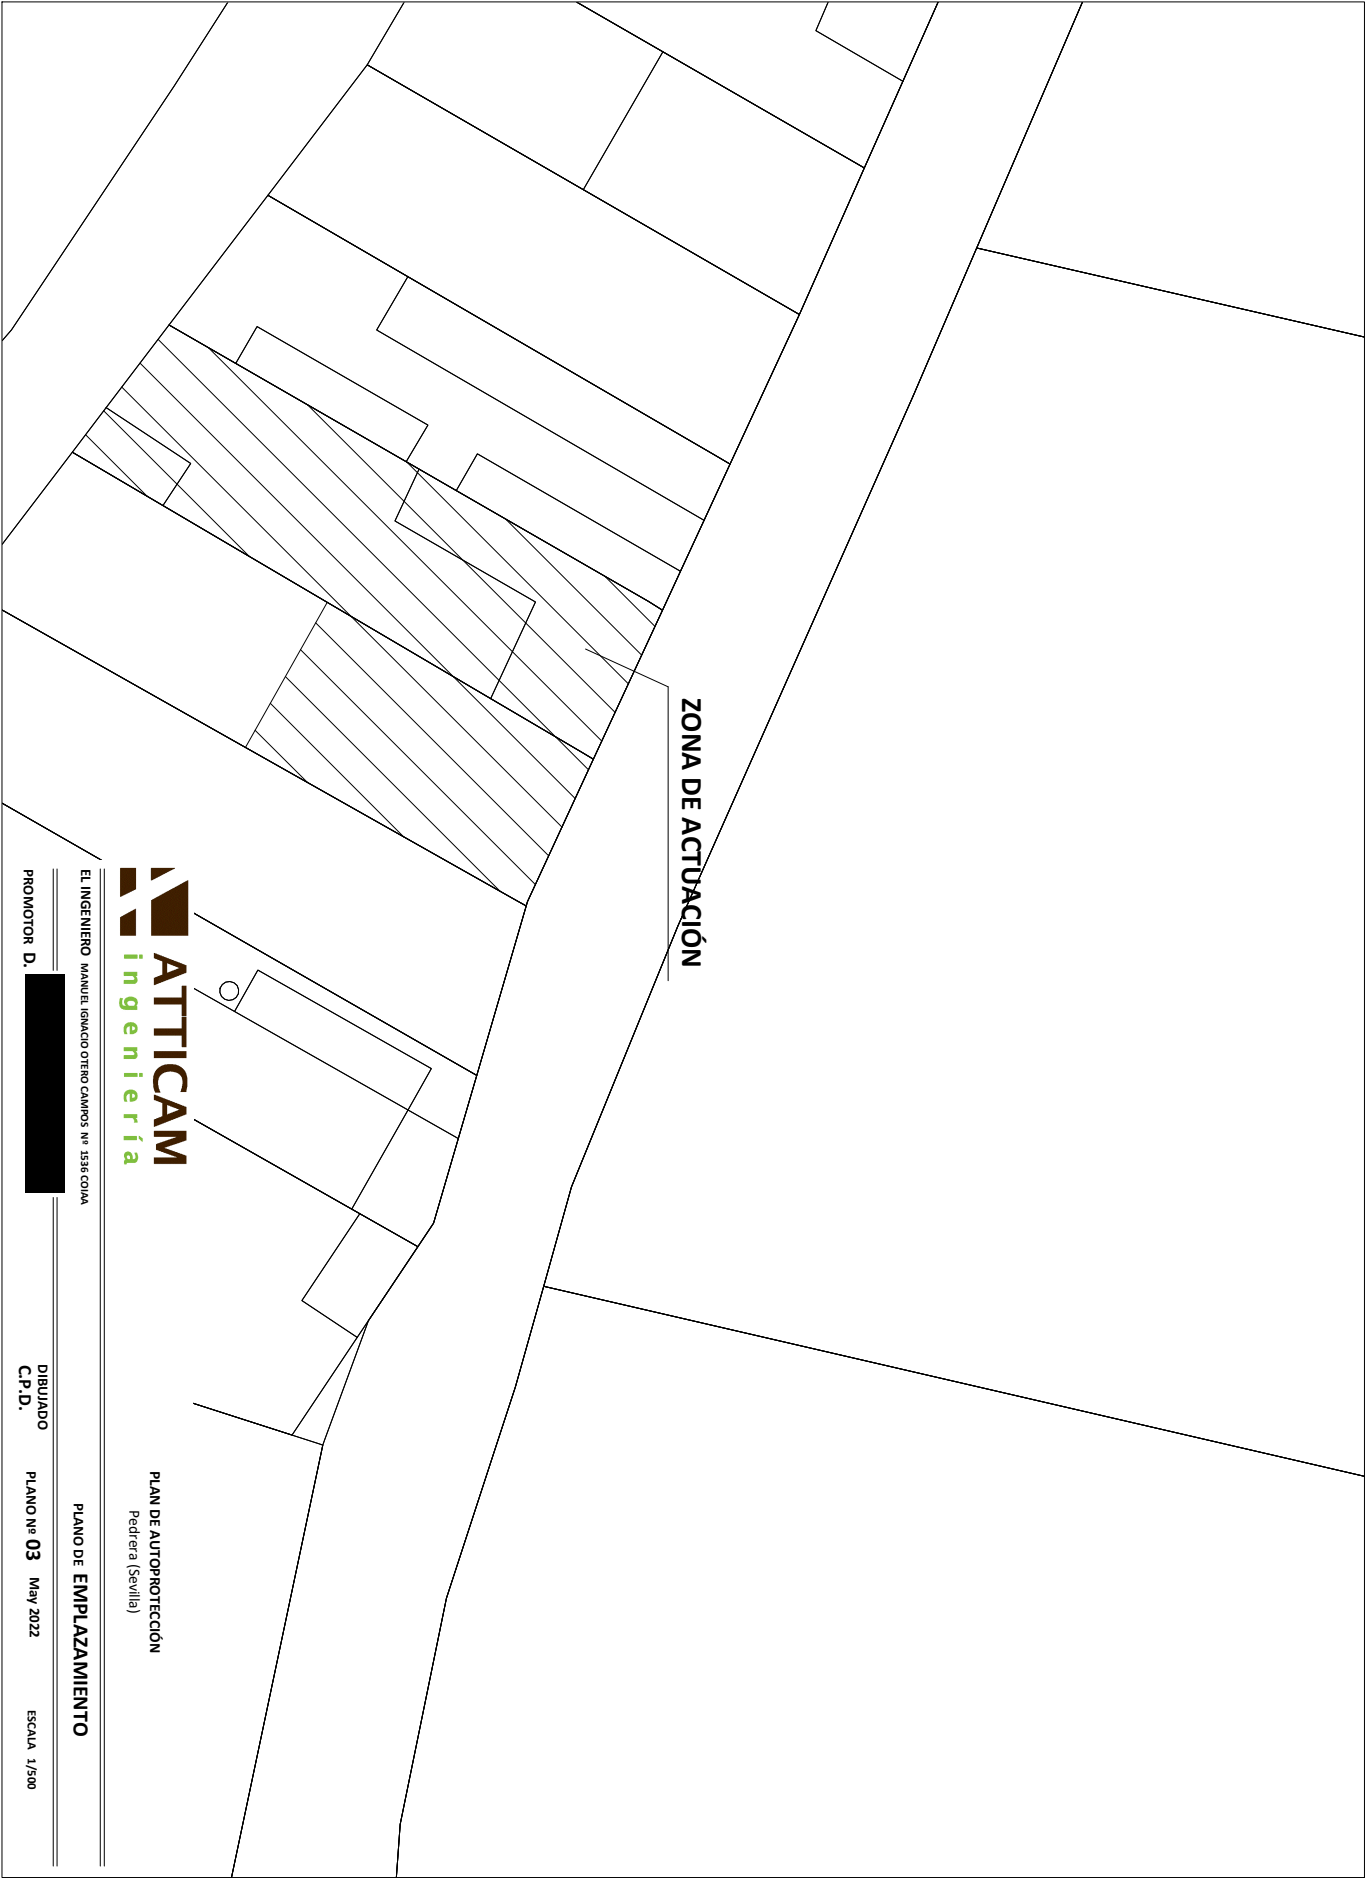 ZONA DE ACTUACIÓN
ATTICAM
ingeniería
PLAN DE AUTOPROTECCIÓN
Pedrera (Sevilla)
EL INGENIERO MANUEL IGNACIO OTERO CAMPOS Nº 1536 COIAA
PLANO DE EMPLAZAMIENTO
PROMOTOR D.
DIBUJADO
C.P.D.
PLANO Nº 03 May 2022
ESCALA 1/500